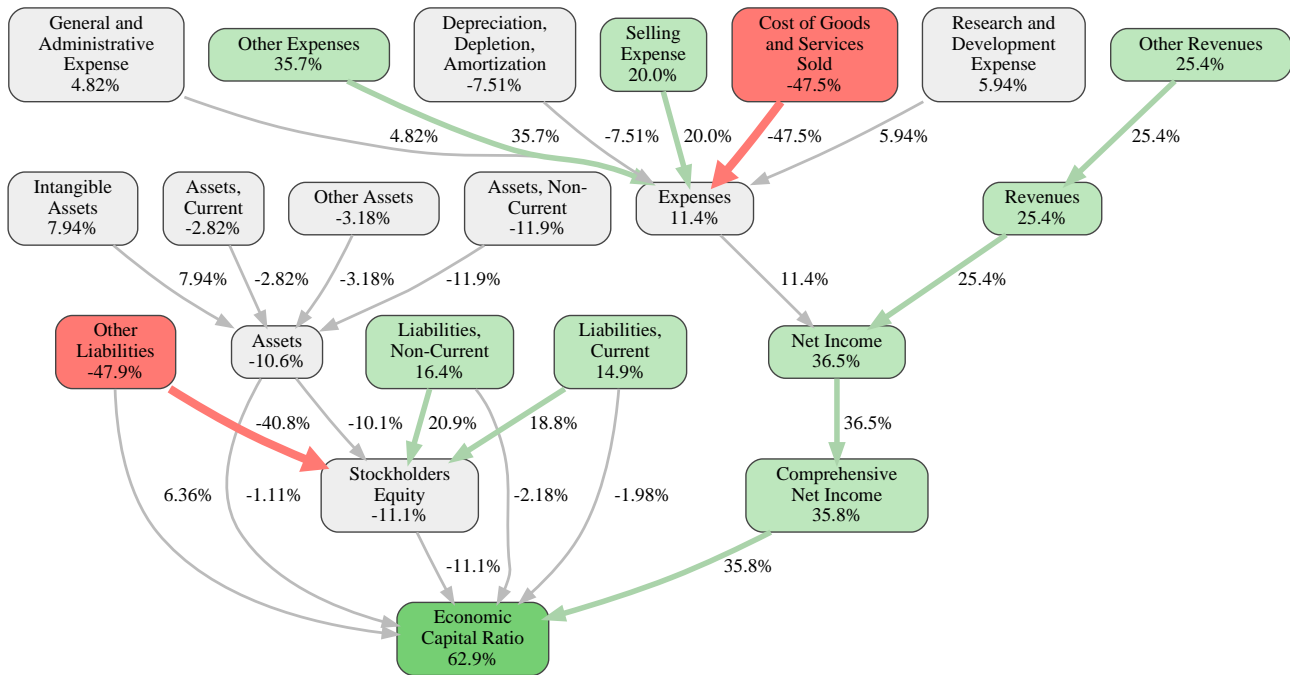 General and
Administrative
Expense
4.82%
Other Expenses
35.7%
Depreciation,
Depletion,
Amortization
-7.51%
Selling
Expense
20.0%
Cost of Goods
and Services
Sold
-47.5%
Research and
Development
Expense
5.94%
Other Revenues
25.4%
4.82%
35.7%
-7.51%
20.0%
-47.5%
5.94%
25.4%
Intangible
Assets
7.94%
Assets,
Current
-2.82%
Other Assets
-3.18%
Assets, Non-
Current
-11.9%
Expenses
11.4%
Revenues
25.4%
7.94%
-2.82%
-3.18%
-11.9%
11.4%
25.4%
Other
Liabilities
-47.9%
Assets
-10.6%
Liabilities,
Non-Current
16.4%
Liabilities,
Current
14.9%
Net Income
36.5%
-40.8%
-10.1%
20.9%
18.8%
36.5%
Stockholders
Equity
-11.1%
Comprehensive
Net Income
35.8%
6.36%
-1.11%
-2.18%
-1.98%
-11.1%
35.8%
Economic
Capital Ratio
62.9%